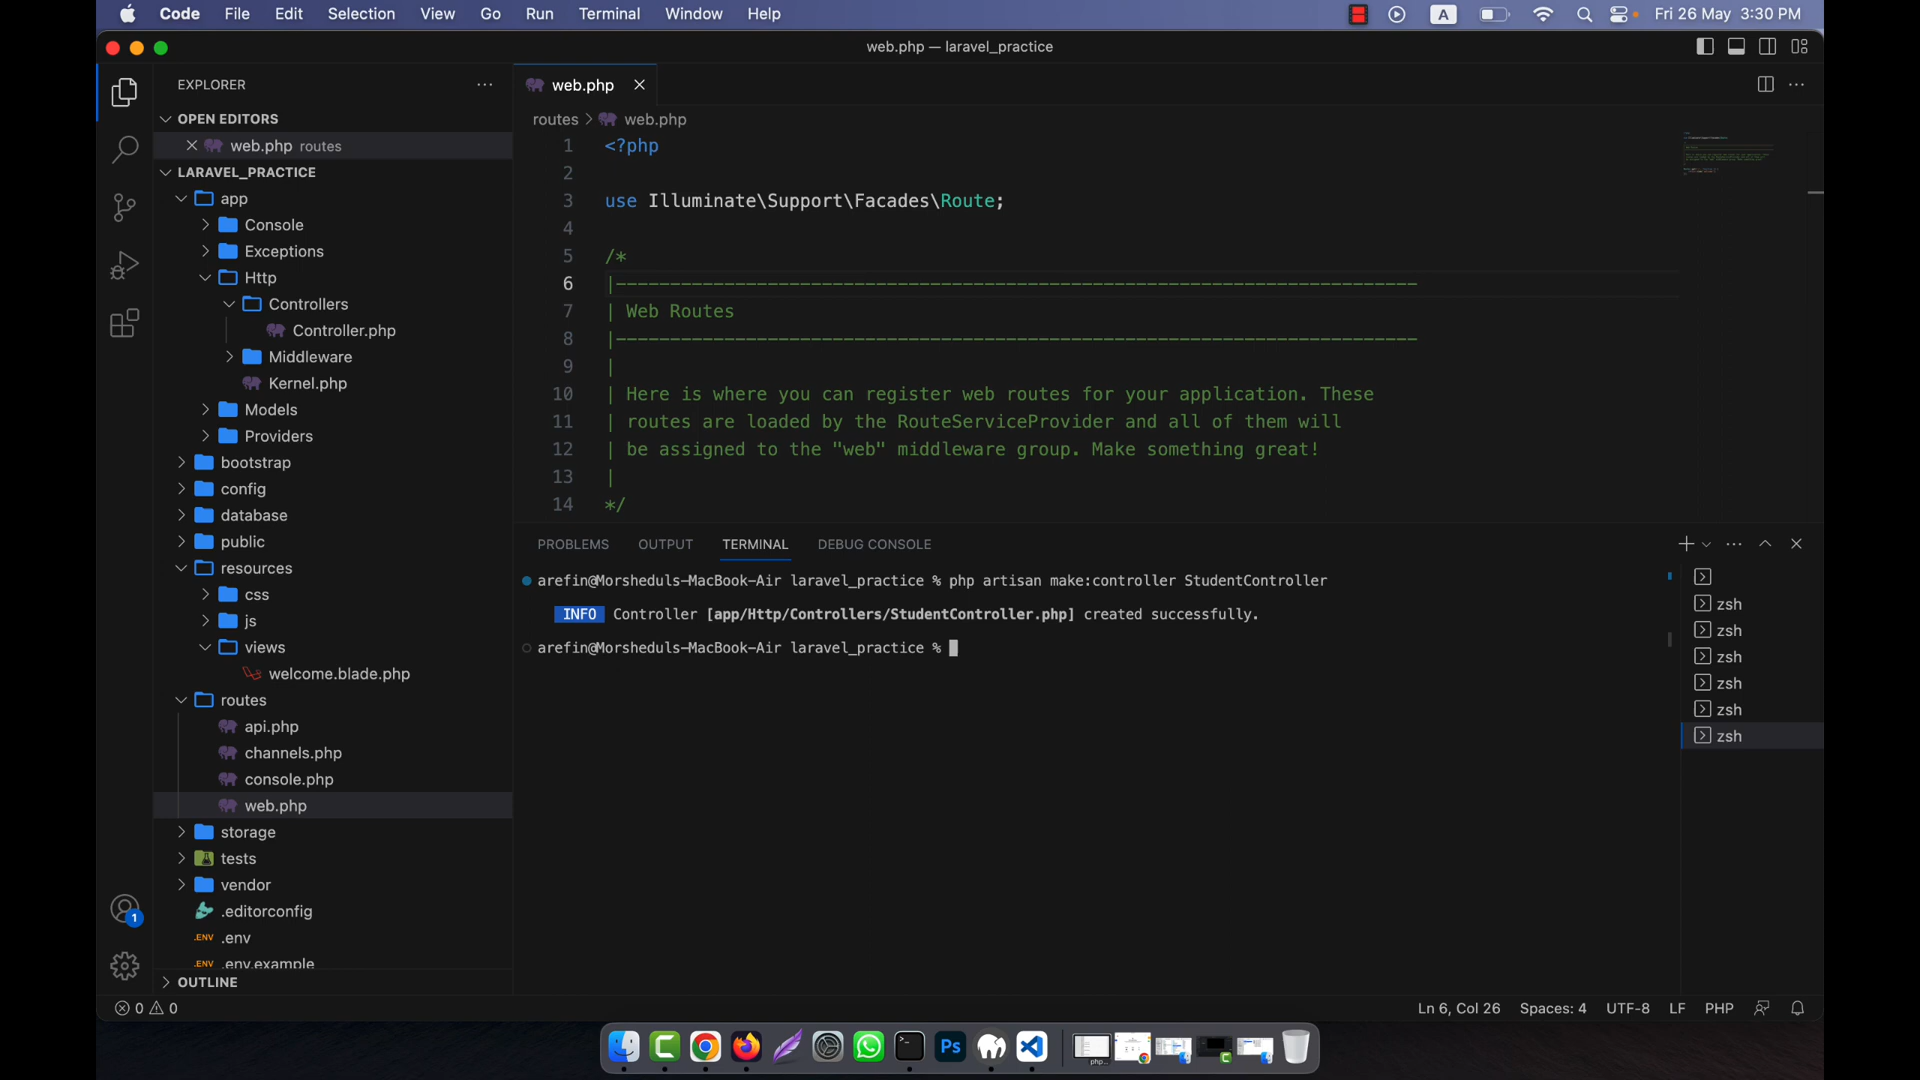 Code File Edit Selection View Go Run Terminal Window Help A Fri 26 May 3:30 PM
web.php — laravel_practice
EXPLORER
OPEN EDITORS
web.php routes
LARAVEL_PRACTICE
app
Console
Exceptions
Http
Controllers
Controller.php
Middleware
Kernel.php
Models
Providers
bootstrap
config
database
public
resources
css
js
views
welcome.blade.php
routes
api.php
channels.php
console.php
web.php
storage
tests
vendor
.editorconfig
.ENV .env
.ENV .env.example
OUTLINE
web.php
routes > web.php
1 <?php
2
3 use Illuminate\Support\Facades\Route;
4
5 /*
6 |--------------------------------------------------------------------------
7 | Web Routes
8 |--------------------------------------------------------------------------
9 |
10 | Here is where you can register web routes for your application. These
11 | routes are loaded by the RouteServiceProvider and all of them will
12 | be assigned to the "web" middleware group. Make something great!
13 |
14 */
PROBLEMS OUTPUT TERMINAL DEBUG CONSOLE
arefin@Morsheduls-MacBook-Air laravel_practice % php artisan make:controller StudentController
INFO Controller [app/Http/Controllers/StudentController.php] created successfully.
arefin@Morsheduls-MacBook-Air laravel_practice %
zsh
zsh
zsh
zsh
zsh
zsh
1
0 0
Ln 6, Col 26 Spaces: 4 UTF-8 LF PHP
Ps
php